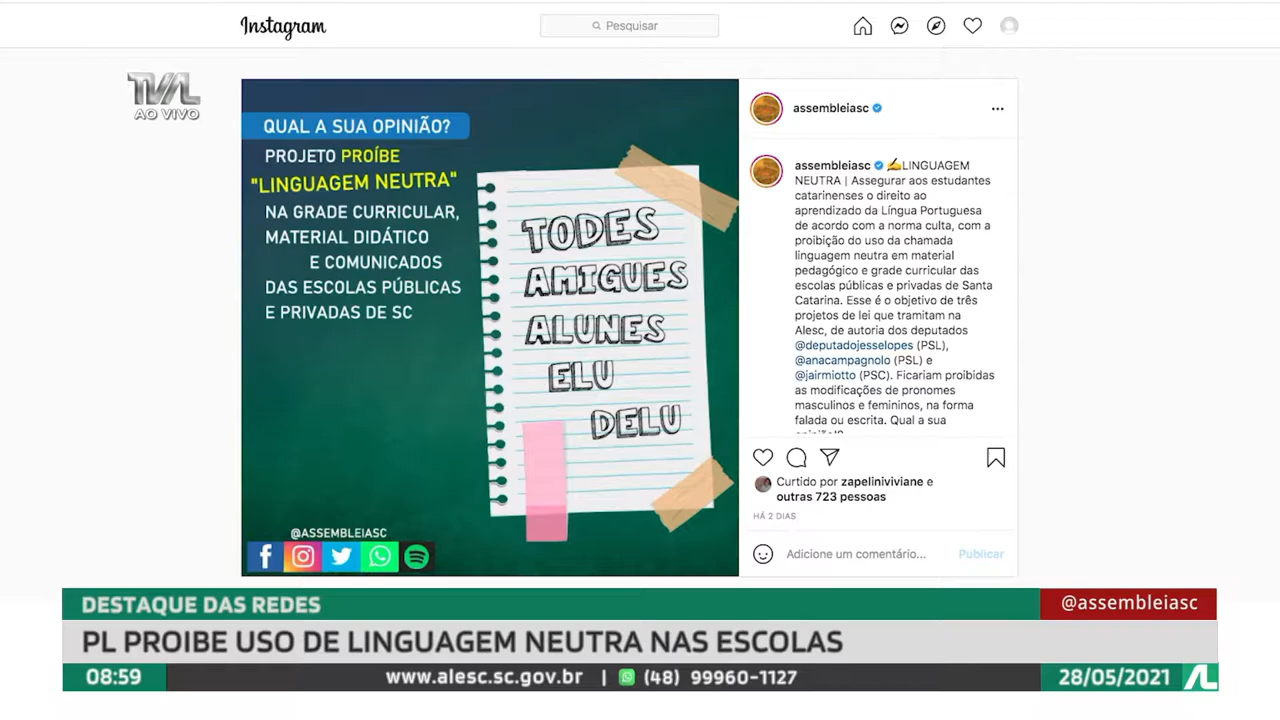 Instagram
Pesquisar
TVAL
AO VIVO
QUAL A SUA OPINIÃO?
PROJETO PROÍBE
"LINGUAGEM NEUTRA"
NA GRADE CURRICULAR,
MATERIAL DIDÁTICO
E COMUNICADOS
DAS ESCOLAS PÚBLICAS
E PRIVADAS DE SC
TODES
AMIGUES
ALUNES
ELU
DELU
@ASSEMBLEIASC
assembleiasc
assembleiasc ✍LINGUAGEM
NEUTRA | Assegurar aos estudantes
catarinenses o direito ao
aprendizado da Língua Portuguesa
de acordo com a norma culta, com a
proibição do uso da chamada
linguagem neutra em material
pedagógico e grade curricular das
escolas públicas e privadas de Santa
Catarina. Esse é o objetivo de três
projetos de lei que tramitam na
Alesc, de autoria dos deputados
@deputadojesselopes (PSL),
@anacampagnolo (PSL) e
@jairmiotto (PSC). Ficariam proibidas
as modificações de pronomes
masculinos e femininos, na forma
falada ou escrita. Qual a sua
opinião!?
Curtido por zapeliniviviane e
outras 723 pessoas
HÁ 2 DIAS
Adicione um comentário... Publicar
DESTAQUE DAS REDES
@assembleiasc
PL PROIBE USO DE LINGUAGEM NEUTRA NAS ESCOLAS
08:59
www.alesc.sc.gov.br | (48) 99960-1127
28/05/2021
AL